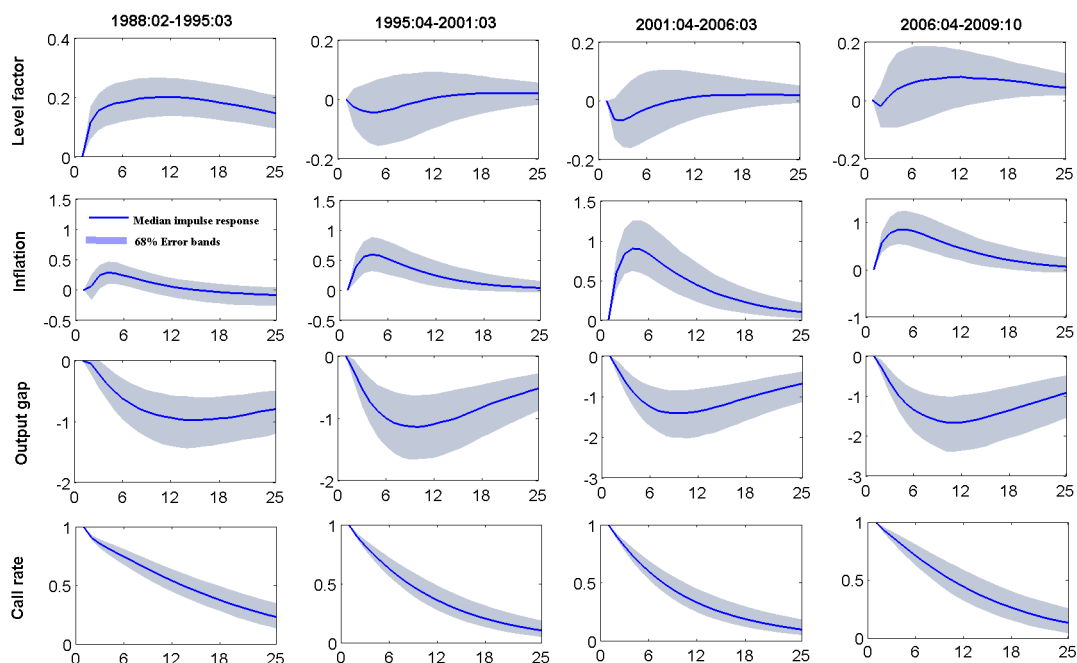 1988:02-1995:03 1995:04-2001:03 2001:04-2006:03 2006:04-2009:10
Level factor
0.4 0.2 0
0 6 12 18 25
0.2 0 -0.2
0 6 12 18 25
0.2 0 -0.2
0 6 12 18 25
0.2 0 -0.2
0 6 12 18 25
Inflation
1.5 1 0.5 0 -0.5
Median impulse response
68% Error bands
0 6 12 18 25
1.5 1 0.5 0 -0.5
0 6 12 18 25
1.5 1 0.5 0
0 6 12 18 25
1 0 -1
0 6 12 18 25
Output gap
0 -1 -2
0 6 12 18 25
0 -1 -2
0 6 12 18 25
0 -1 -2 -3
0 6 12 18 25
0 -1 -2 -3
0 6 12 18 25
Call rate
1 0.5 0
0 6 12 18 25
1 0.5 0
0 6 12 18 25
1 0.5 0
0 6 12 18 25
1 0.5 0
0 6 12 18 25